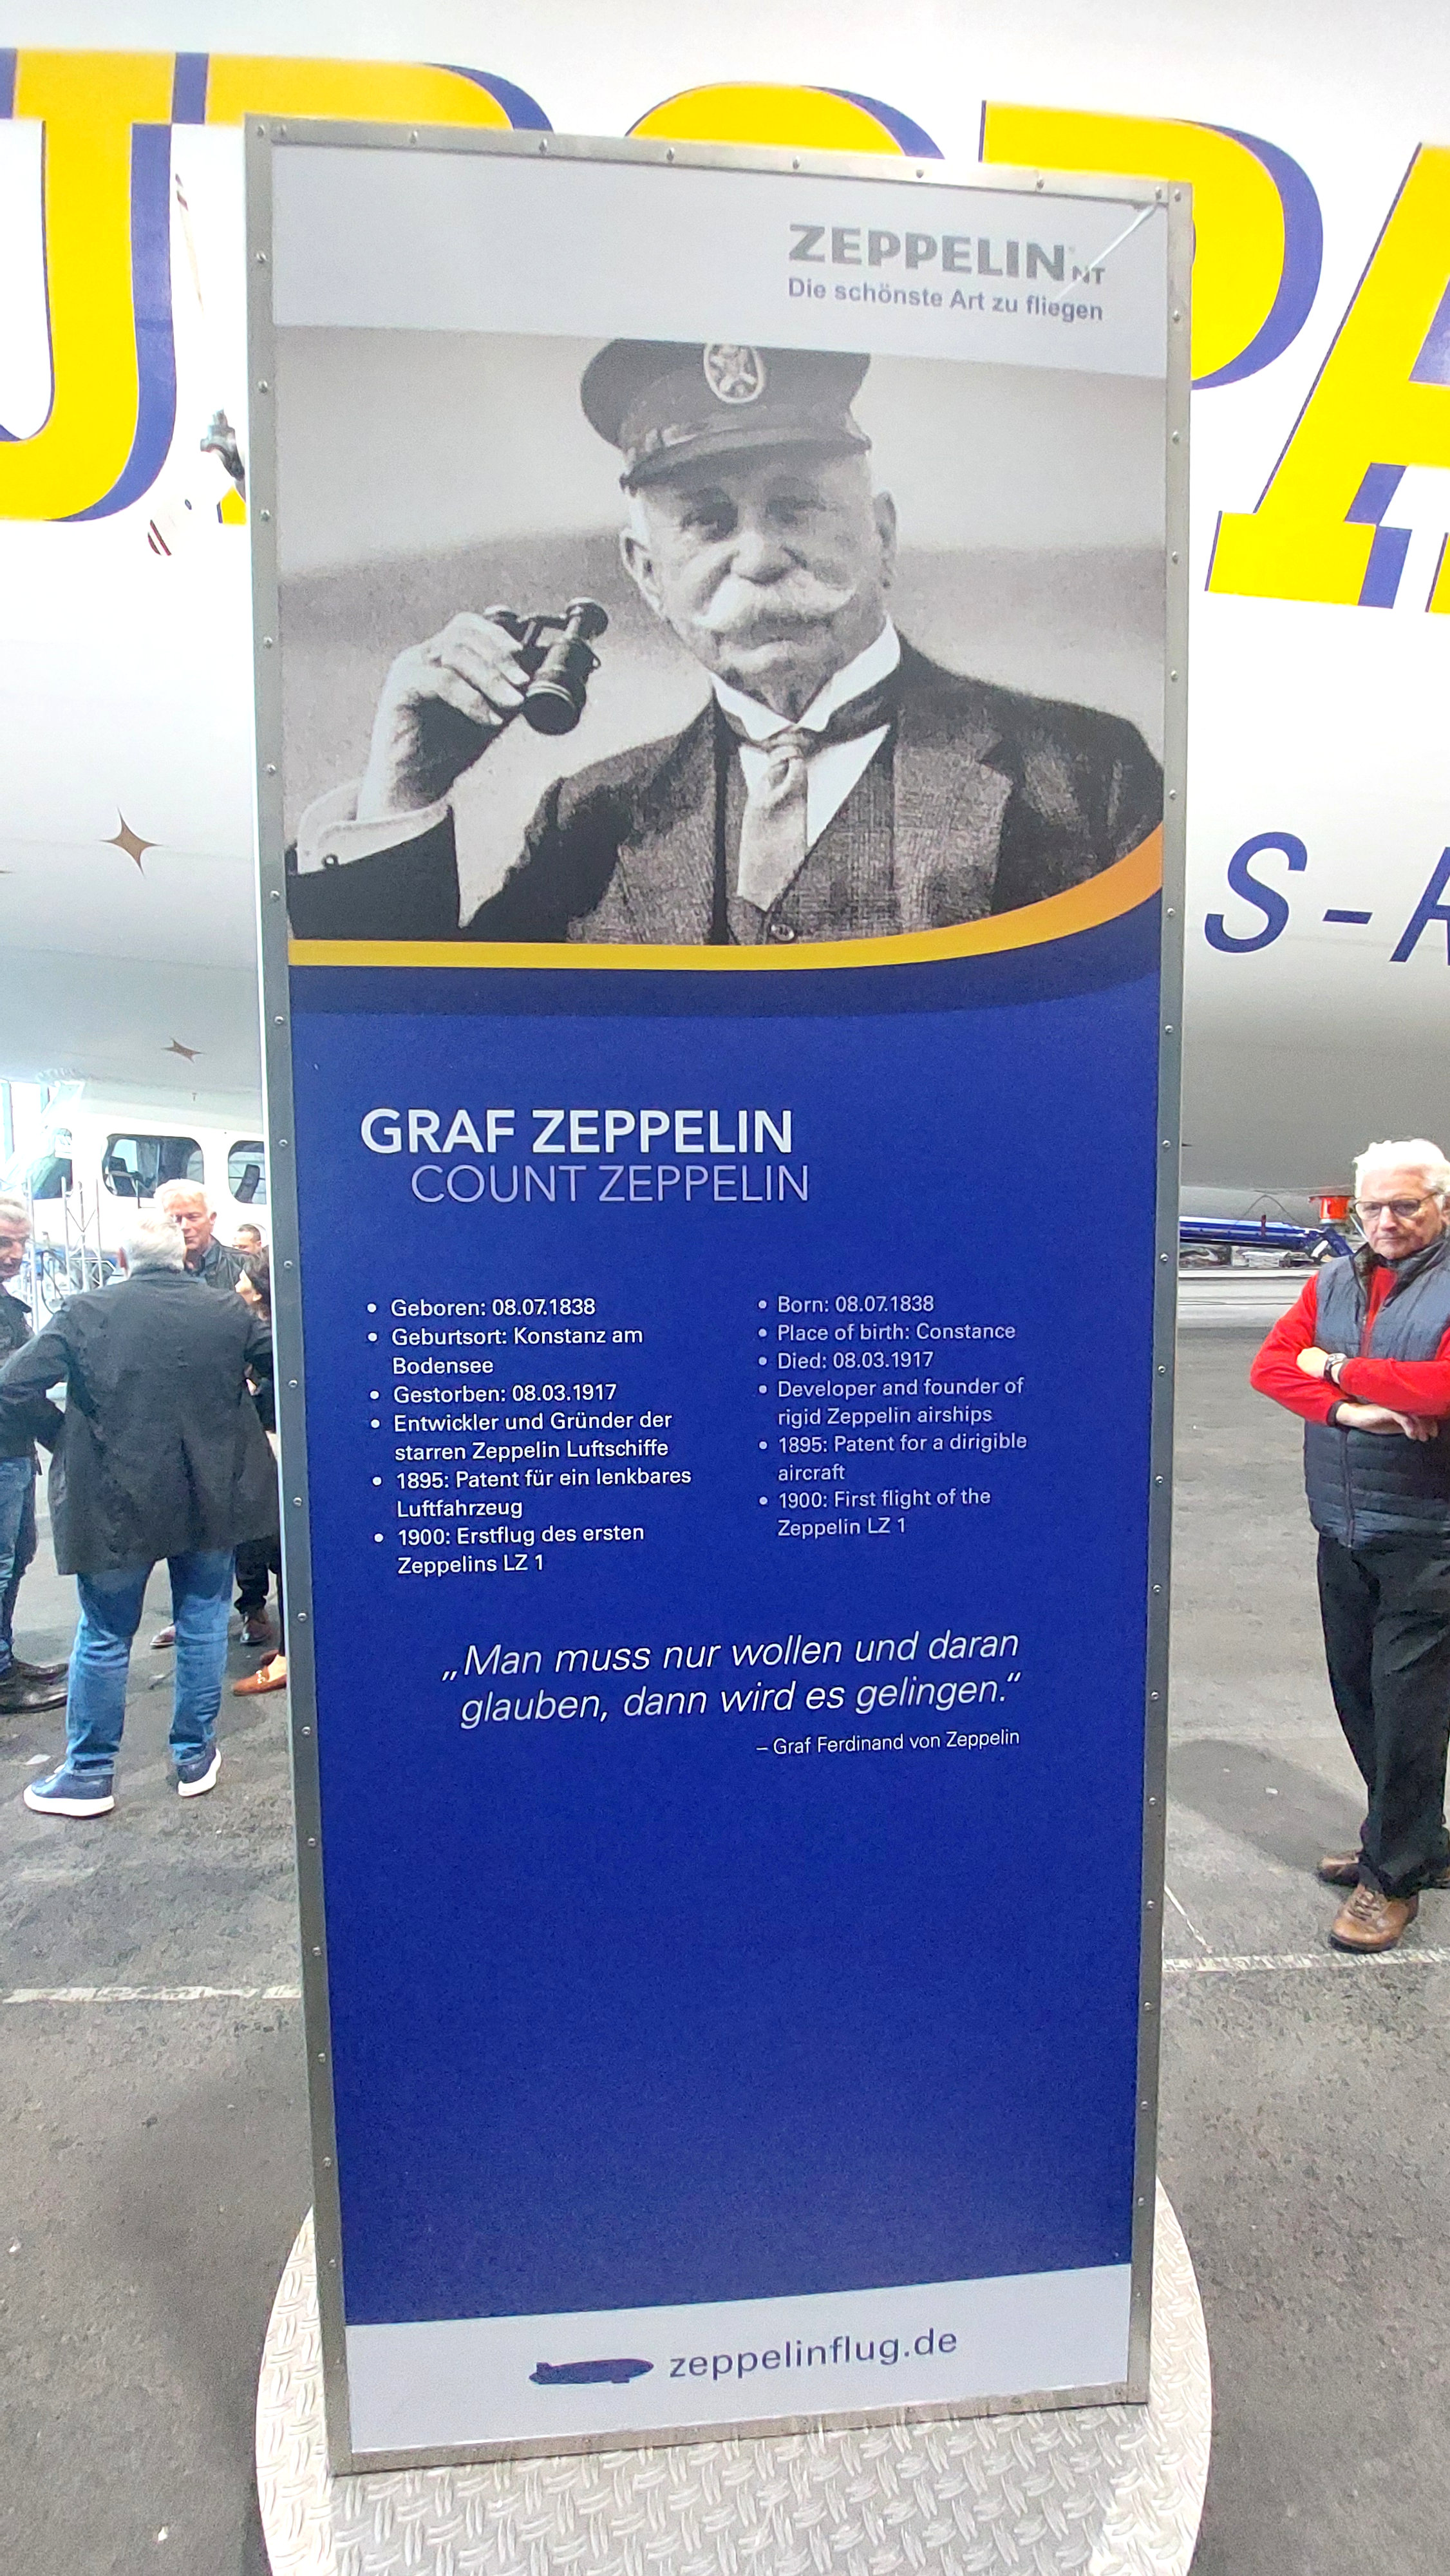 ZEPPELIN NT
Die schönste Art zu fliegen
S-A
GRAF ZEPPELIN
COUNT ZEPPELIN
• Geboren: 08.07.1838
• Geburtsort: Konstanz am
Bodensee
• Gestorben: 08.03.1917
• Entwickler und Gründer der
starren Zeppelin Luftschiffe
• 1895: Patent für ein lenkbares
Luftfahrzeug
• 1900: Erstflug des ersten
Zeppelins LZ 1
• Born: 08.07.1838
• Place of birth: Constance
• Died: 08.03.1917
• Developer and founder of
rigid Zeppelin airships
• 1895: Patent for a dirigible
aircraft
• 1900: First flight of the
Zeppelin LZ 1
„Man muss nur wollen und daran
glauben, dann wird es gelingen.“
– Graf Ferdinand von Zeppelin
zeppelinflug.de